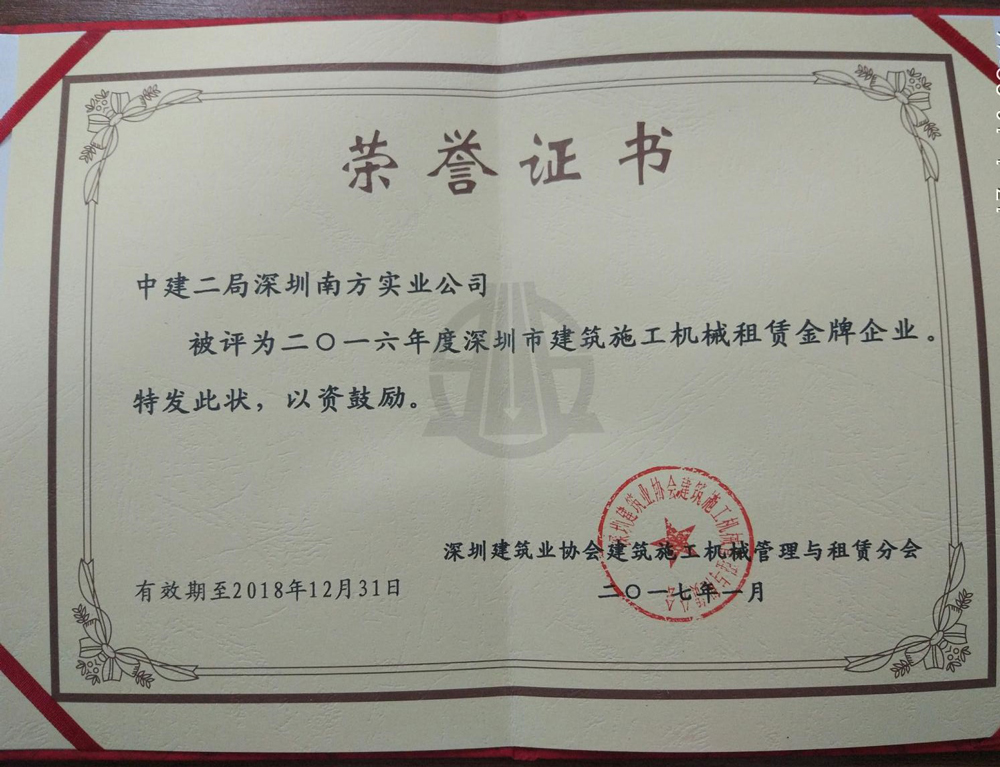 荣誉证书
中建二局深圳南方实业公司
被评为二〇一六年度深圳市建筑施工机械租赁金牌企业。
特发此状，以资鼓励。
深圳建筑业协会建筑施工机械管理与租赁分会
有效期至2018年12月31日
二〇一七年一月